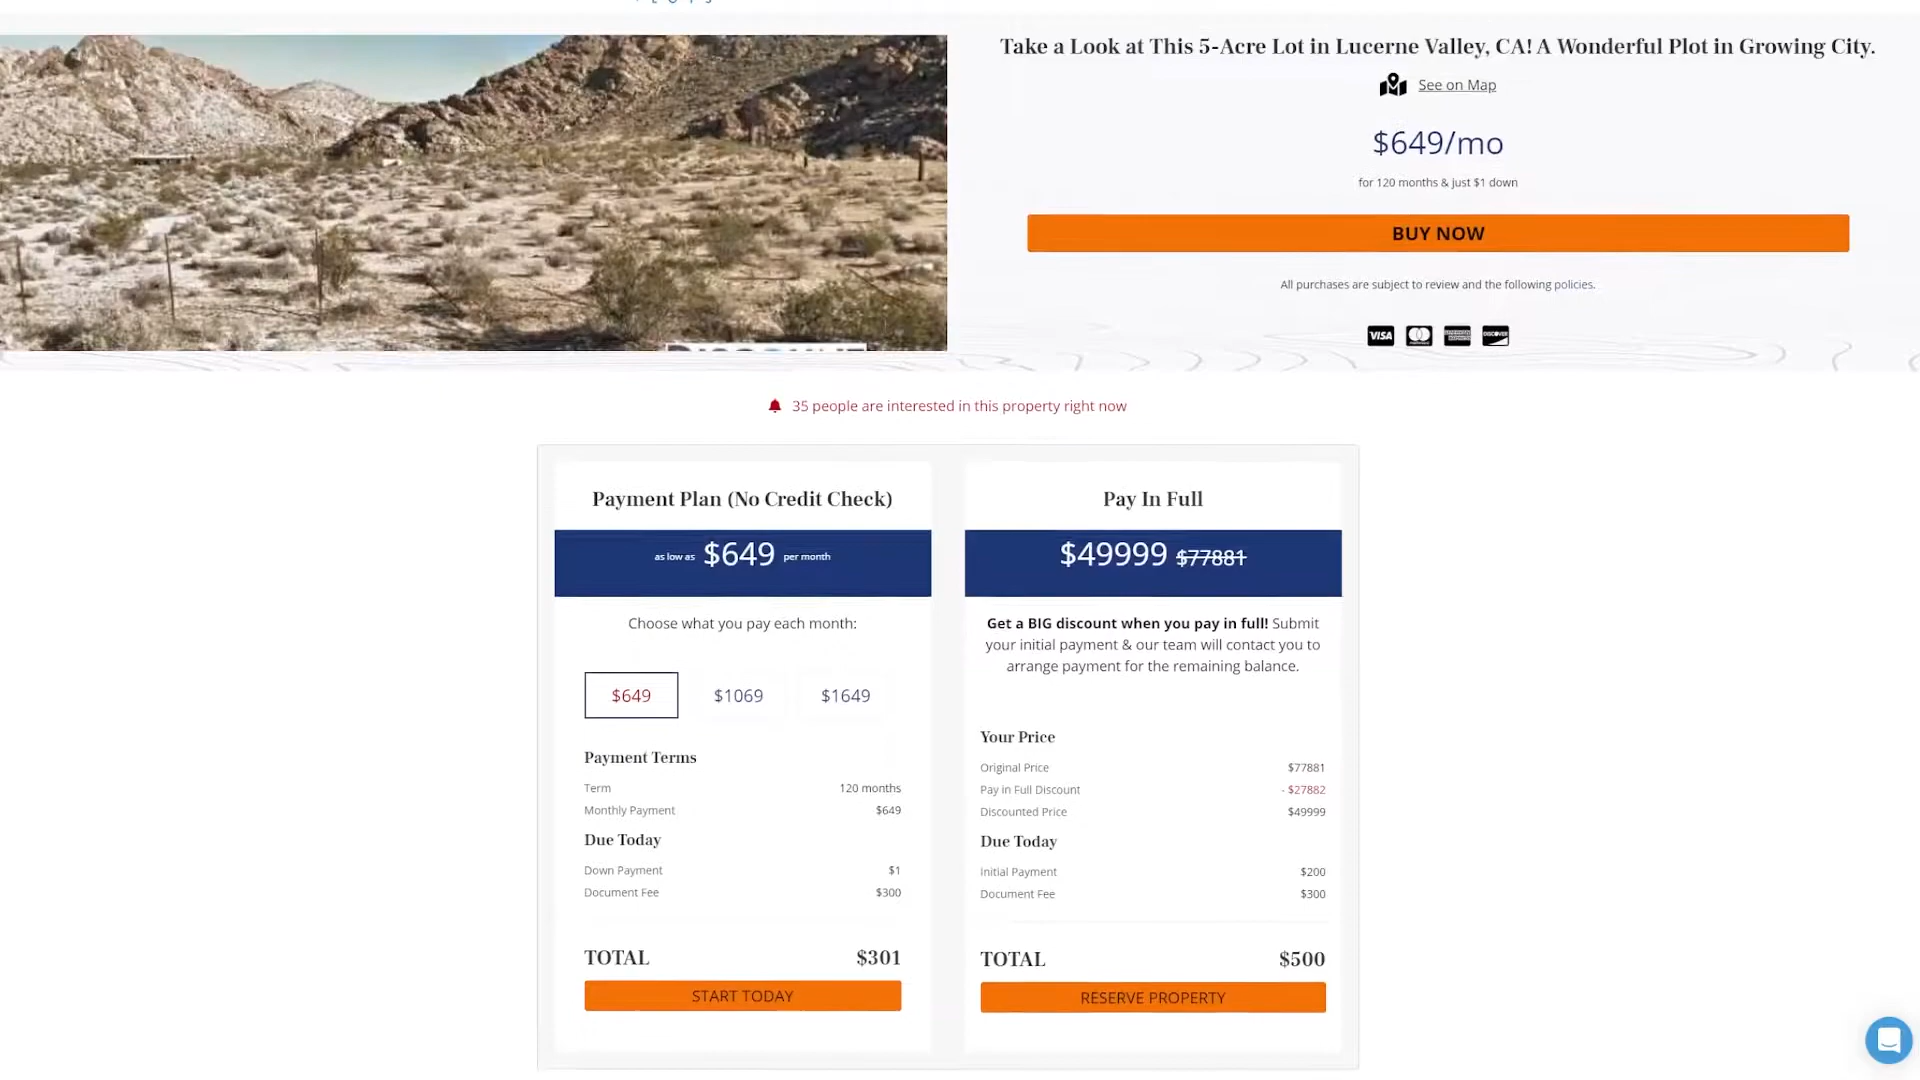 Take a Look at This 5-Acre Lot in Lucerne Valley, CA! A Wonderful Plot in Growing City.
See on Map
$649/mo
for 120 months & just $1 down
BUY NOW
All purchases are subject to review and the following policies.
VISA
DISCOVER
35 people are interested in this property right now
Payment Plan (No Credit Check)
as low as $649 per month
Choose what you pay each month:
$649 $1069 $1649
Payment Terms
Term 120 months
Monthly Payment $649
Due Today
Down Payment $1
Document Fee $300
TOTAL $301
START TODAY
Pay In Full
$49999 $77881
Get a BIG discount when you pay in full! Submit
your initial payment & our team will contact you to
arrange payment for the remaining balance.
Your Price
Original Price $77881
Pay in Full Discount - $27882
Discounted Price $49999
Due Today
Initial Payment $200
Document Fee $300
TOTAL $500
RESERVE PROPERTY